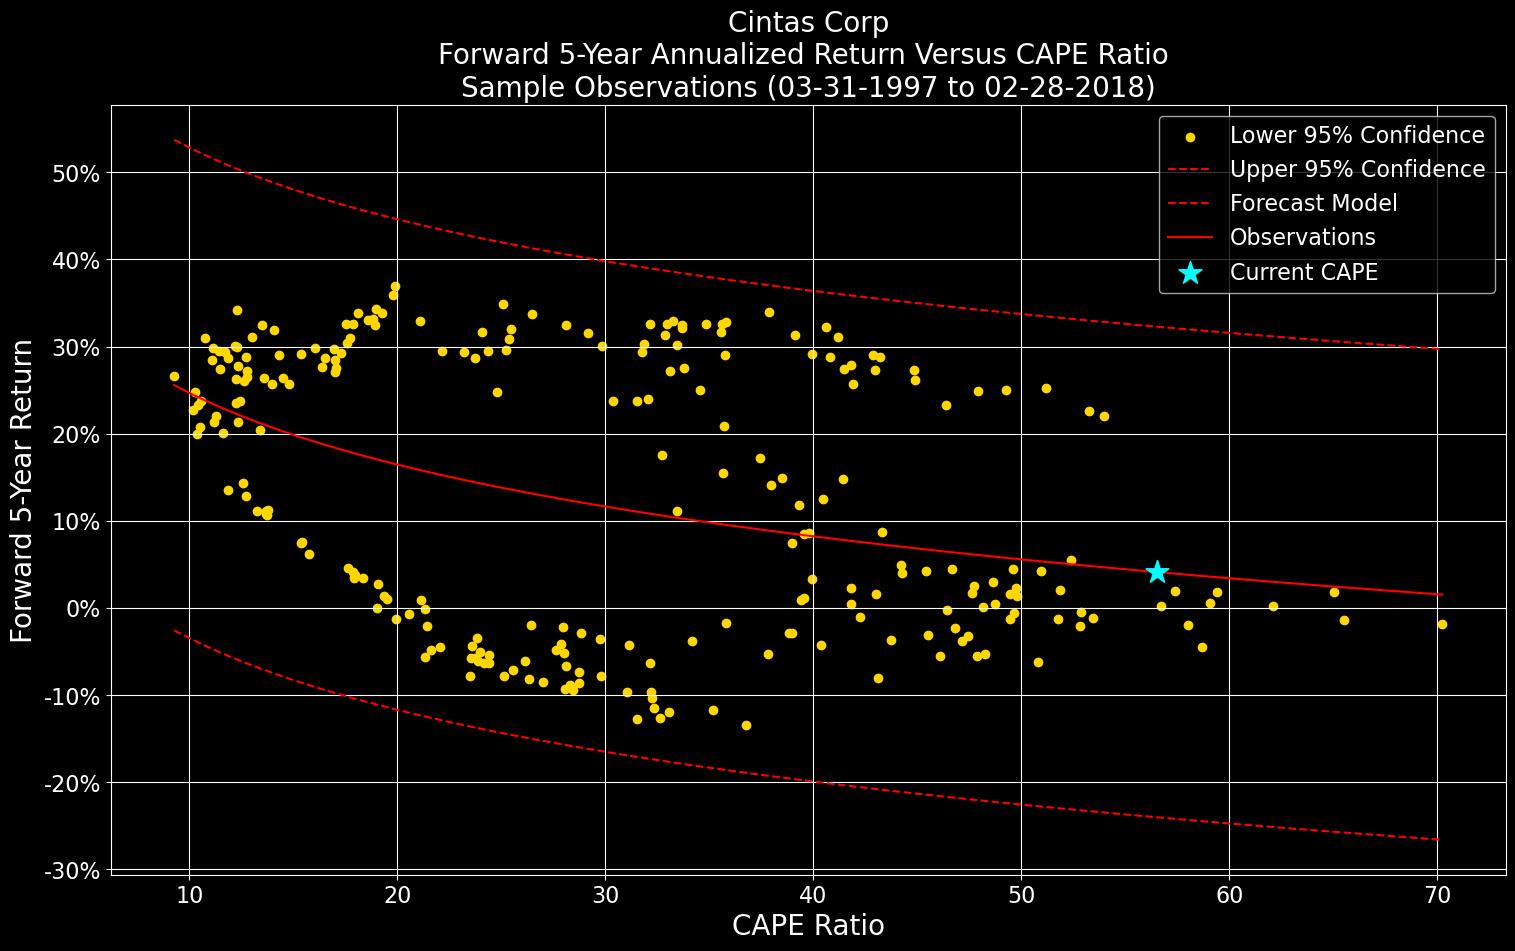 Cintas Corp
Forward 5-Year Annualized Return Versus CAPE Ratio
Sample Observations (03-31-1997 to 02-28-2018)
Lower 95% Confidence
Upper 95% Confidence
Forecast Model
Observations
Current CAPE
Forward 5-Year Return
50%
40%
30%
20%
10%
0%
-10%
-20%
-30%
10 20 30 40 50 60 70
CAPE Ratio